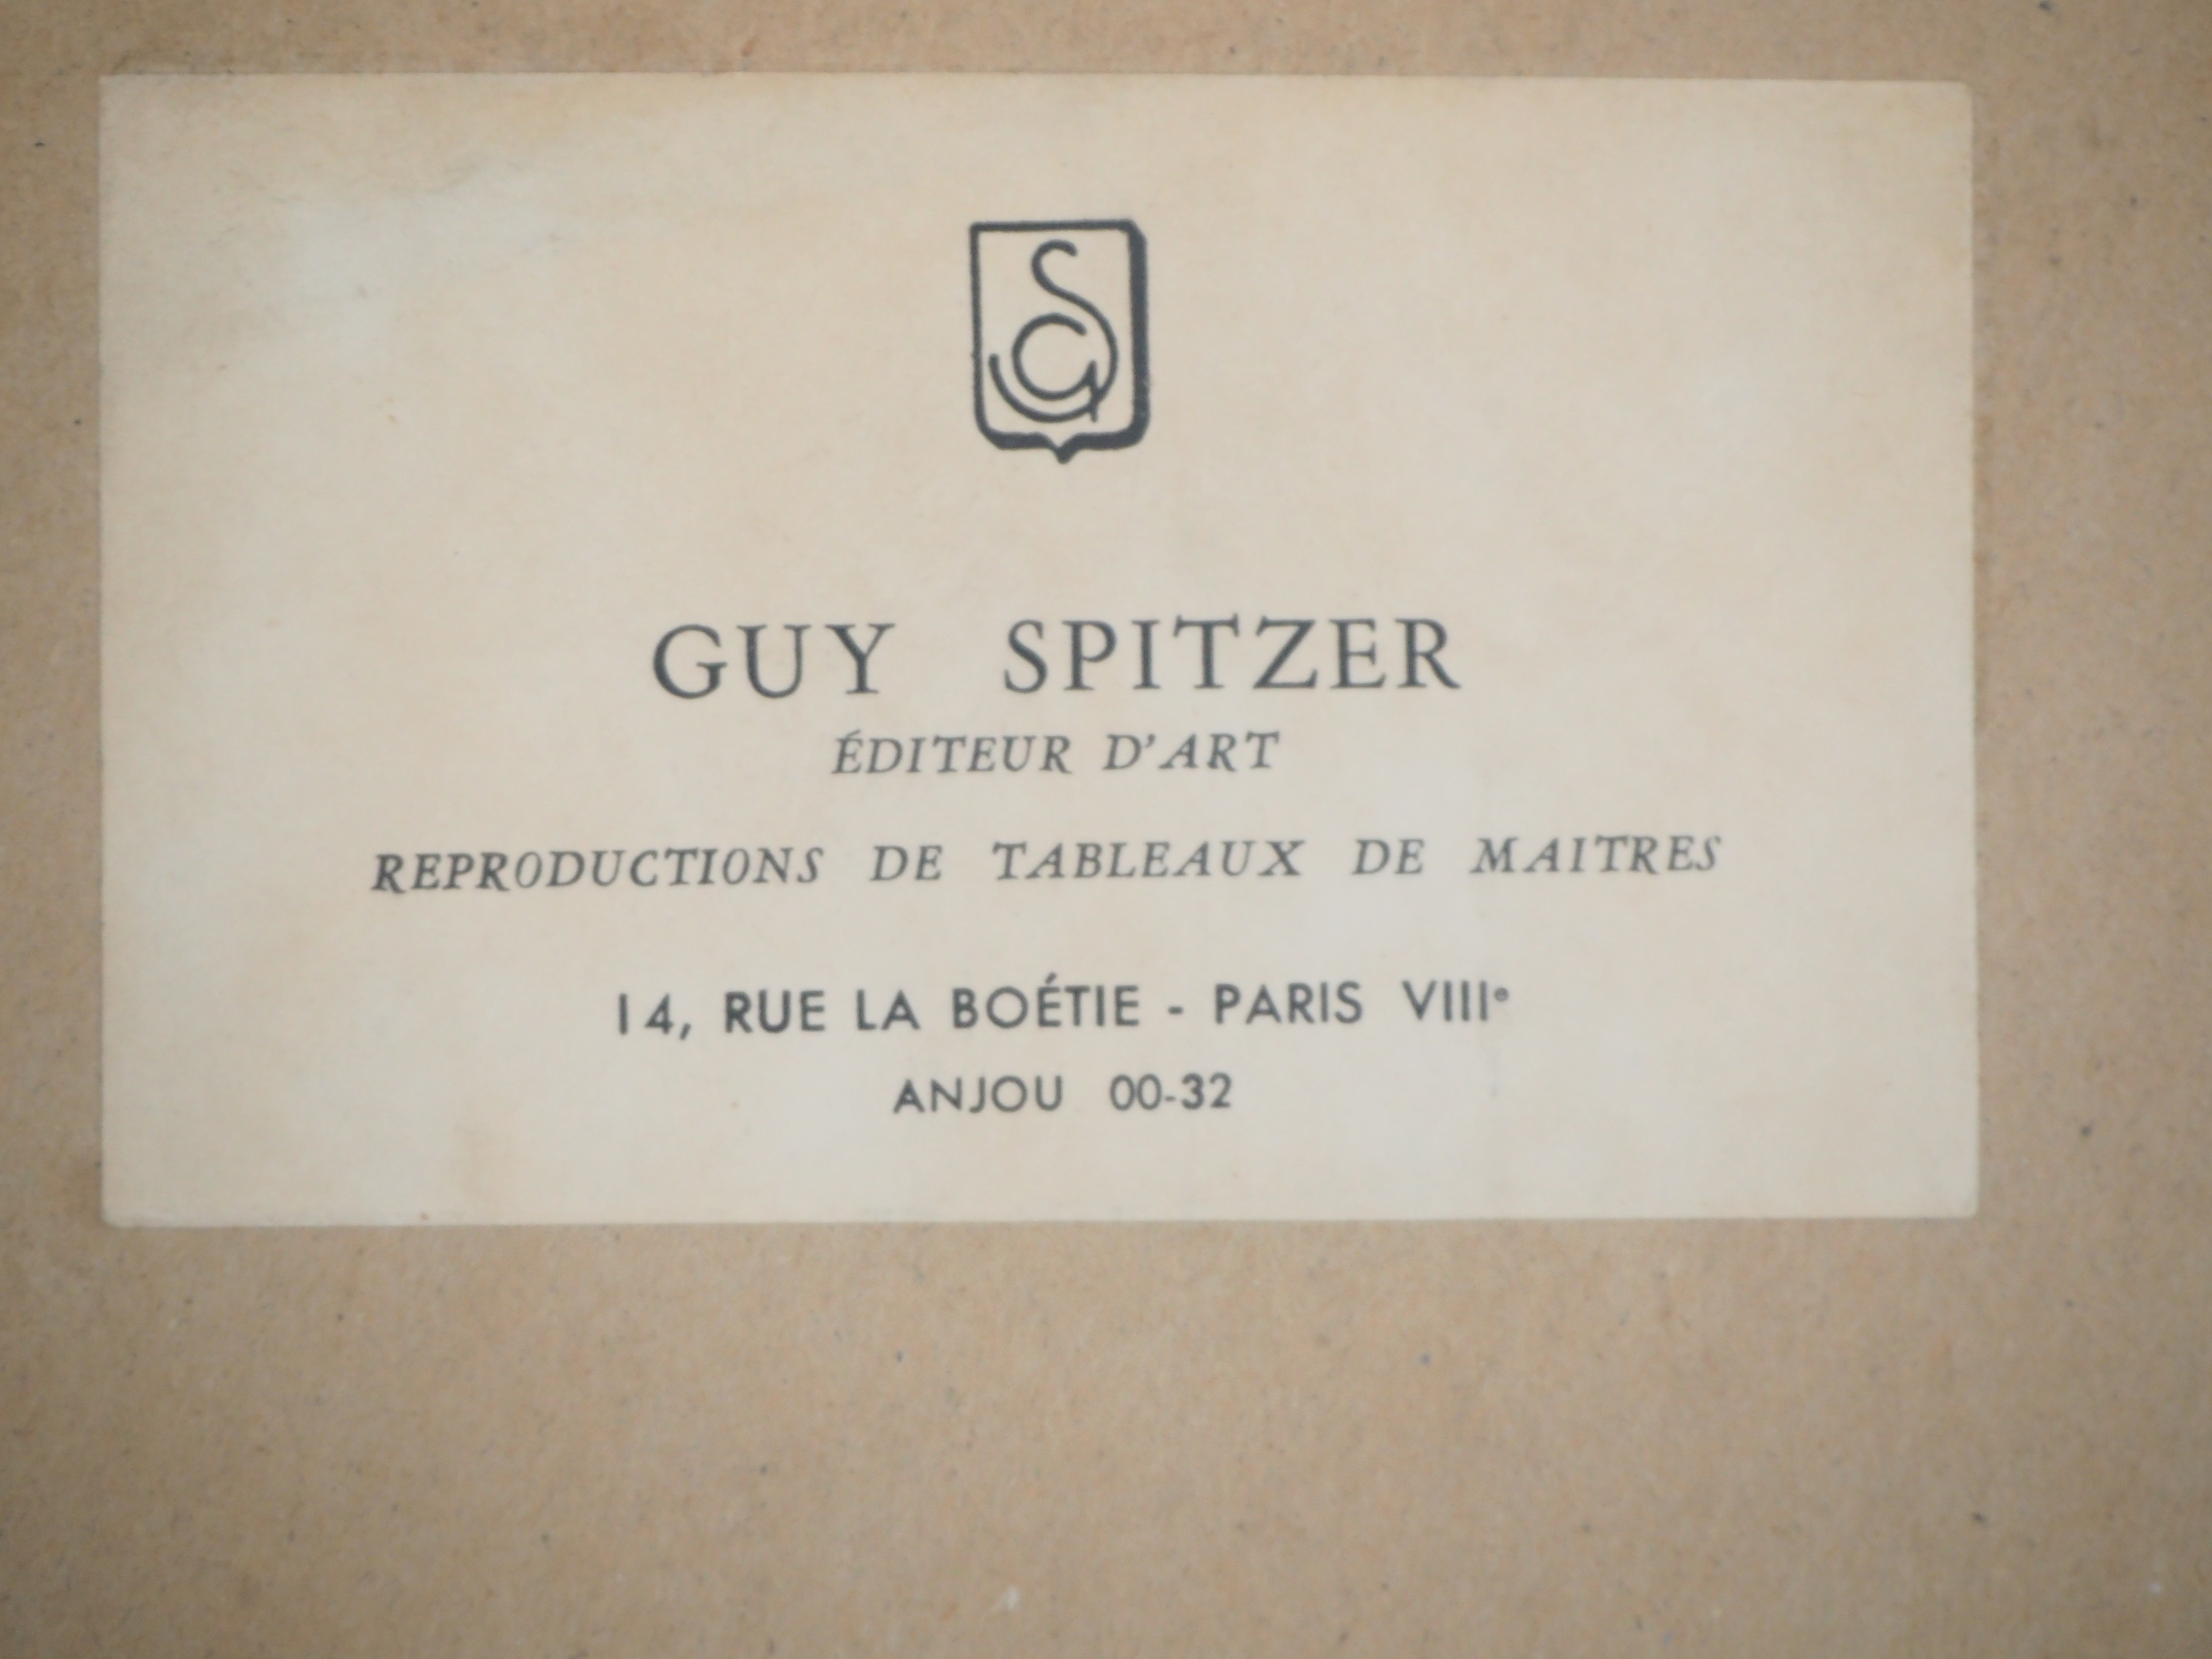 GUY SPITZER
ÉDITEUR D'ART
REPRODUCTIONS DE TABLEAUX DE MAITRES
14, RUE LA BOÉTIE - PARIS VIIIe
ANJOU 00-32